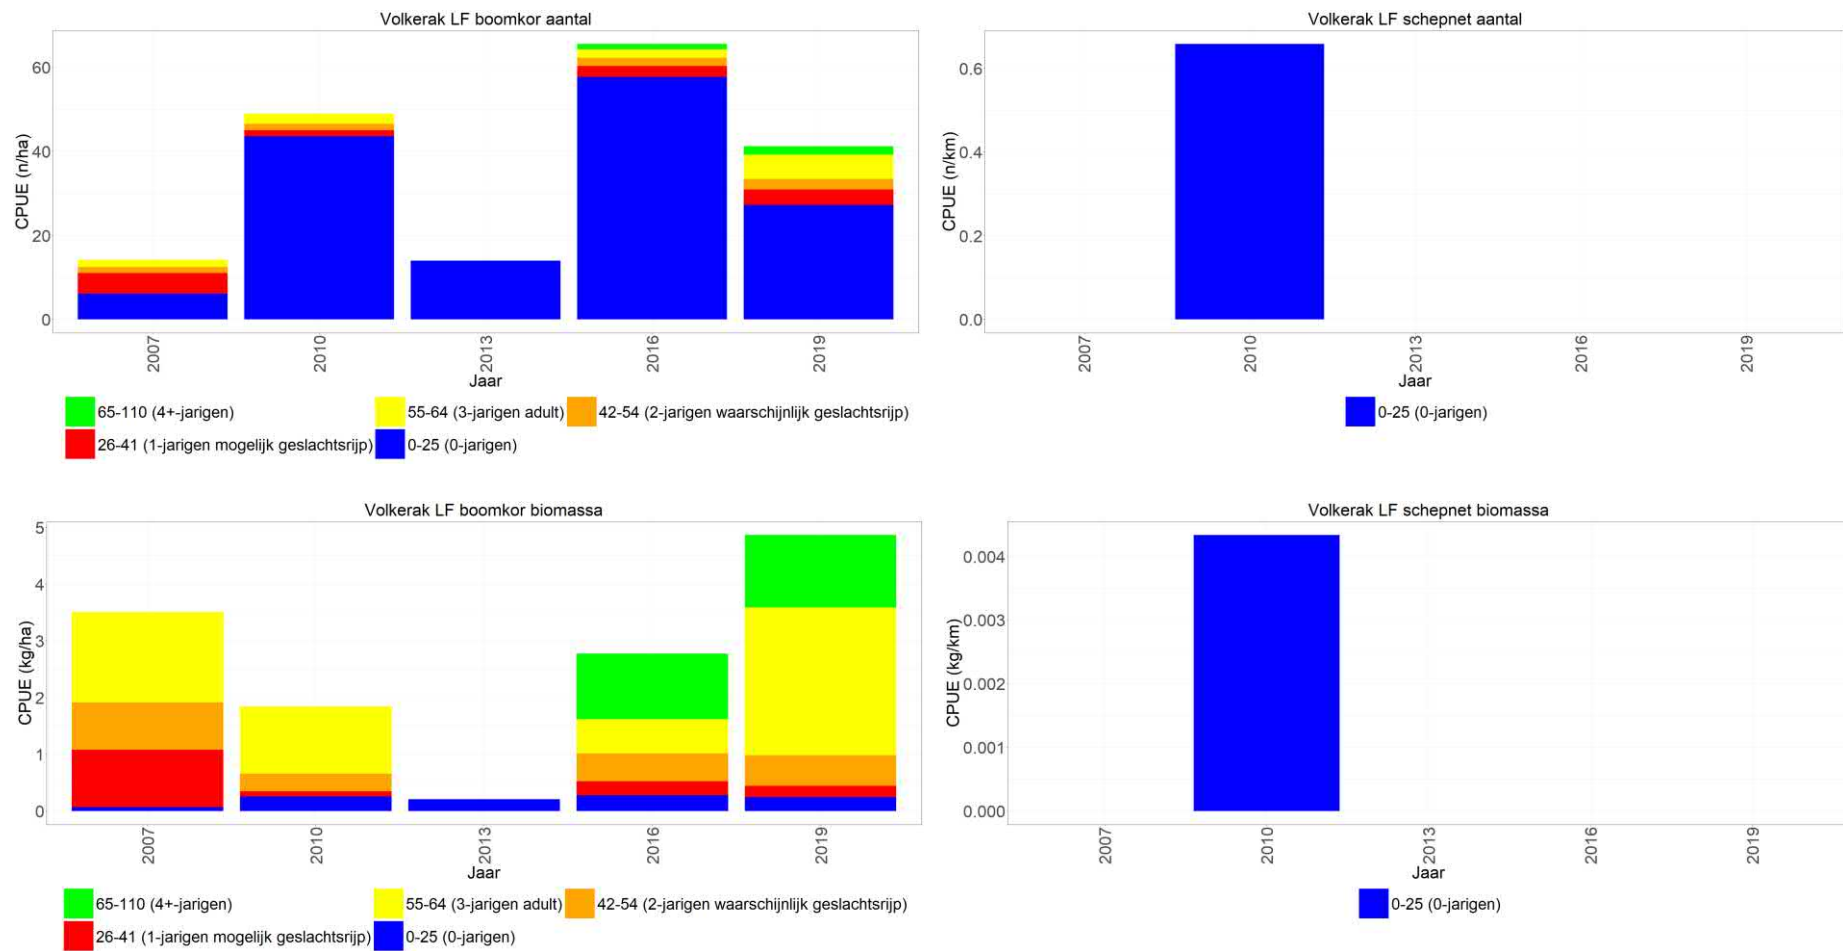 Volkerak LF boomkor aantal
CPUE (n/ha)
60
40
20
0
2007
2010
2013
2016
2019
Jaar
65-110 (4+-jarigen)
55-64 (3-jarigen adult)
42-54 (2-jarigen waarschijnlijk geslachtsrijp)
26-41 (1-jarigen mogelijk geslachtsrijp)
0-25 (0-jarigen)
Volkerak LF schepnet aantal
CPUE (n/km)
0.6
0.4
0.2
0.0
2007
2010
2013
2016
2019
Jaar
0-25 (0-jarigen)
Volkerak LF boomkor biomassa
CPUE (kg/ha)
5
4
3
2
1
0
2007
2010
2013
2016
2019
Jaar
65-110 (4+-jarigen)
55-64 (3-jarigen adult)
42-54 (2-jarigen waarschijnlijk geslachtsrijp)
26-41 (1-jarigen mogelijk geslachtsrijp)
0-25 (0-jarigen)
Volkerak LF schepnet biomassa
CPUE (kg/km)
0.004
0.003
0.002
0.001
0.000
2007
2010
2013
2016
2019
Jaar
0-25 (0-jarigen)